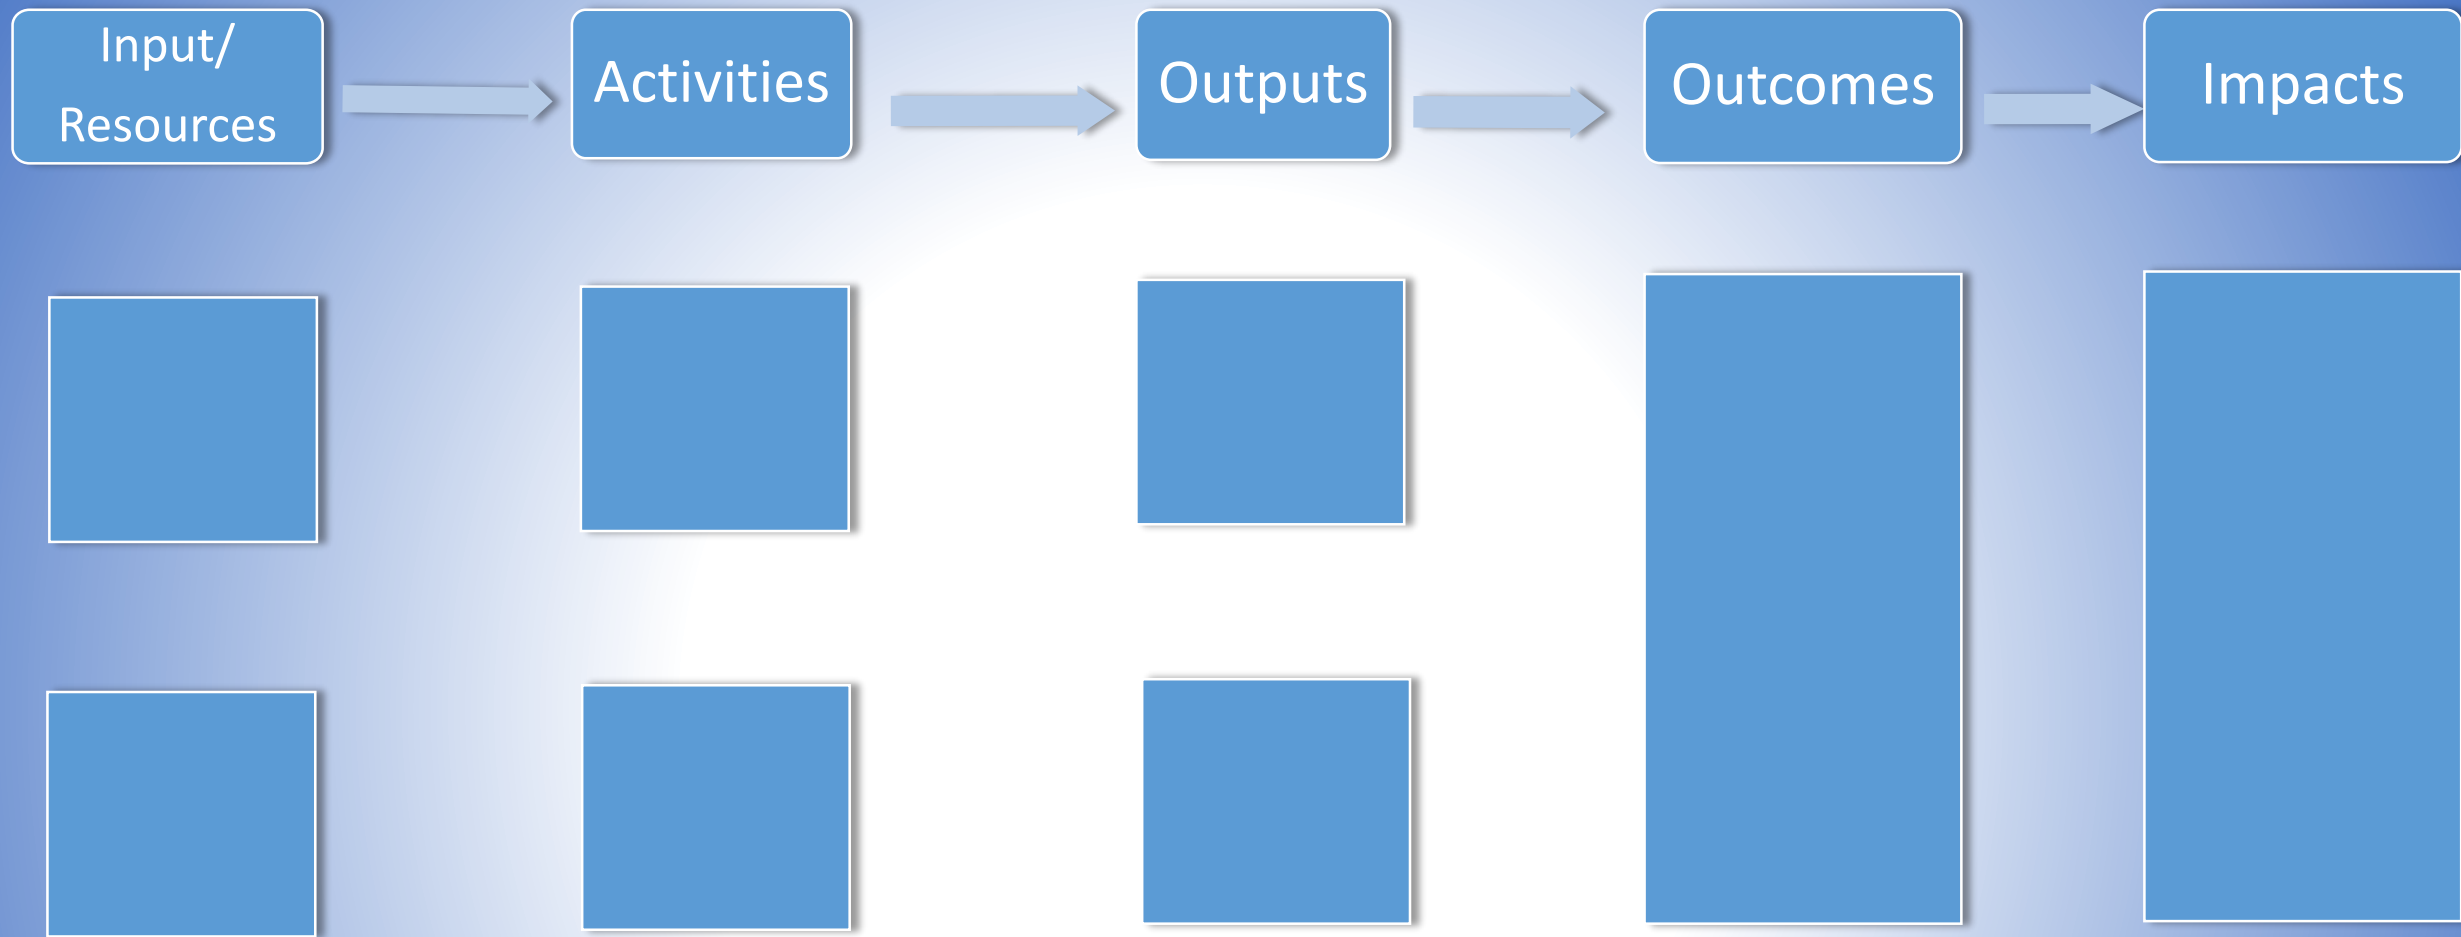 Input/
Resources
Activities
Outputs
Outcomes
Impacts